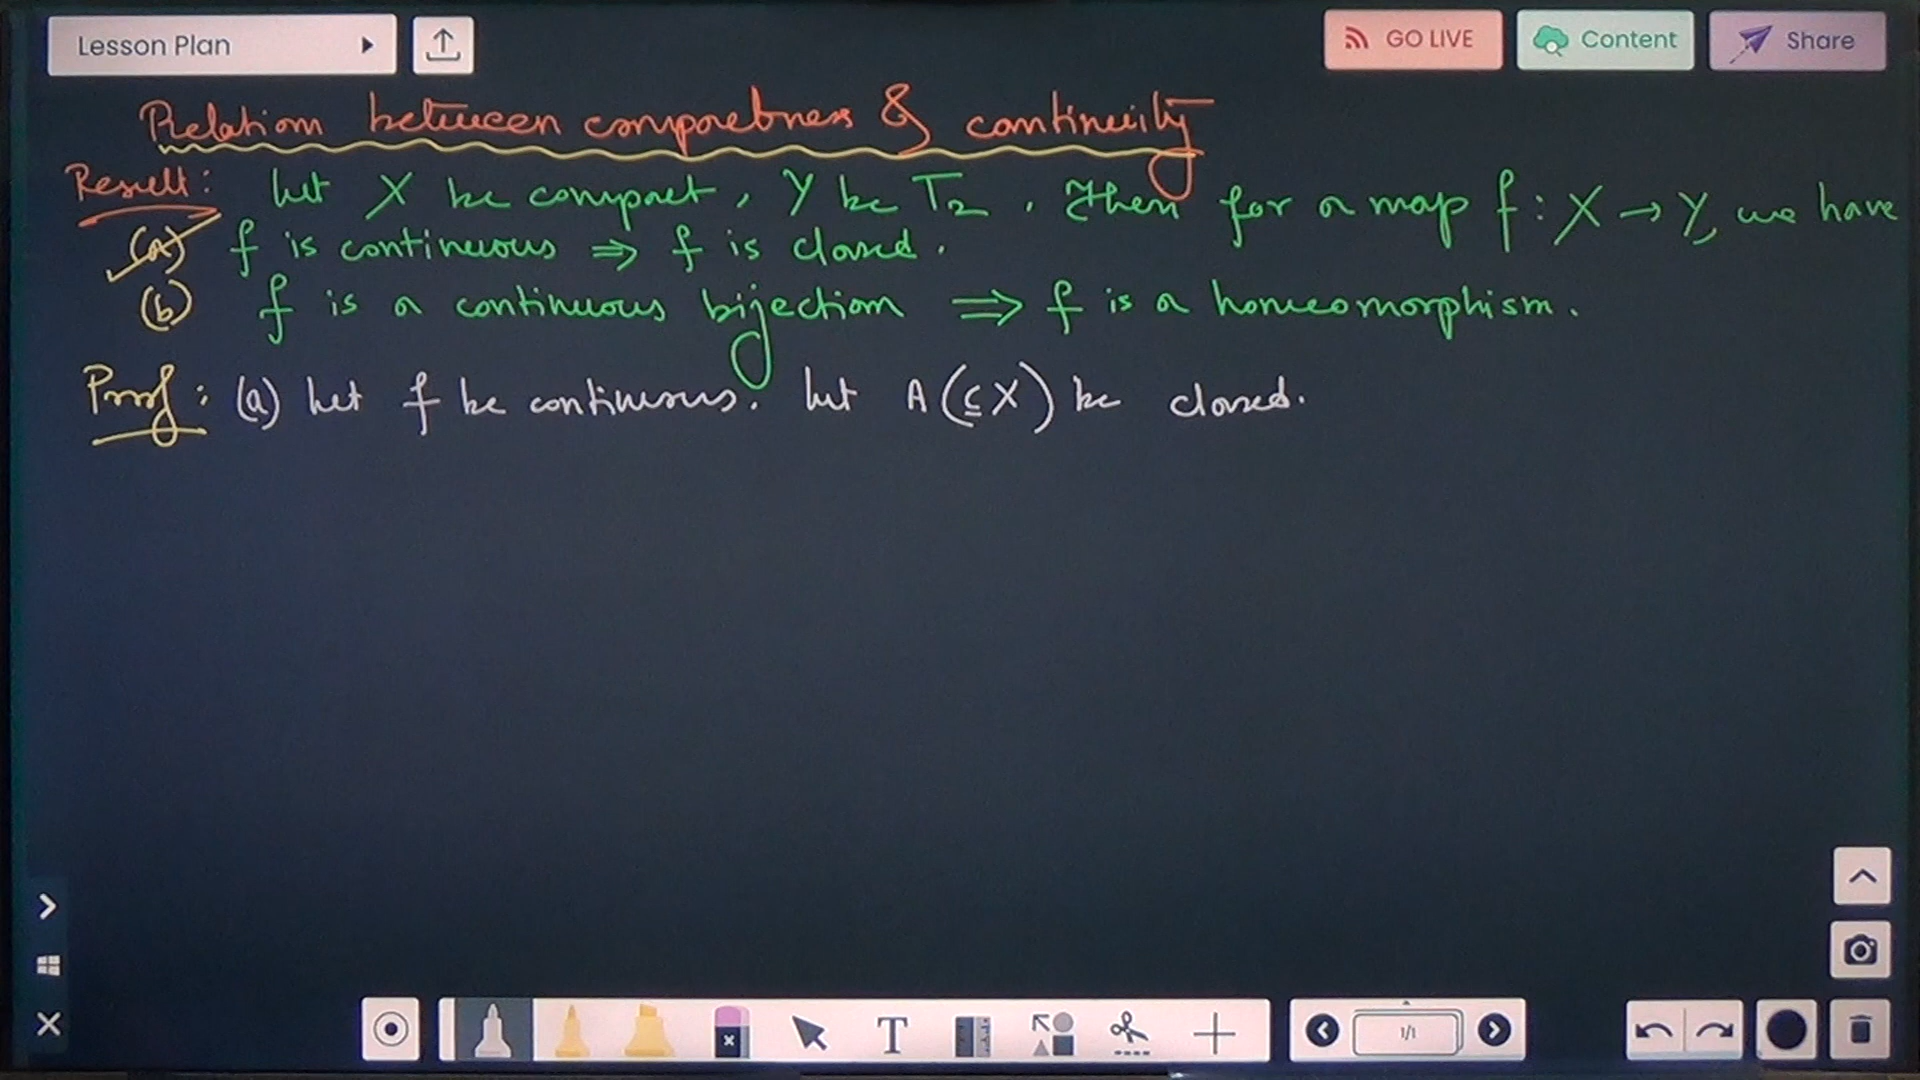 Lesson Plan
GO LIVE
Content
Share
Relation between compactness & continuity
Result: Let X be compact, Y be T₂. Then for a map f: X → Y, we have
(a) f is continuous ⇒ f is closed.
(b) f is a continuous bijection ⟹ f is a homeomorphism.
Proof: (a) Let f be continuous. Let A (⊆ X) be closed.
T
1/1